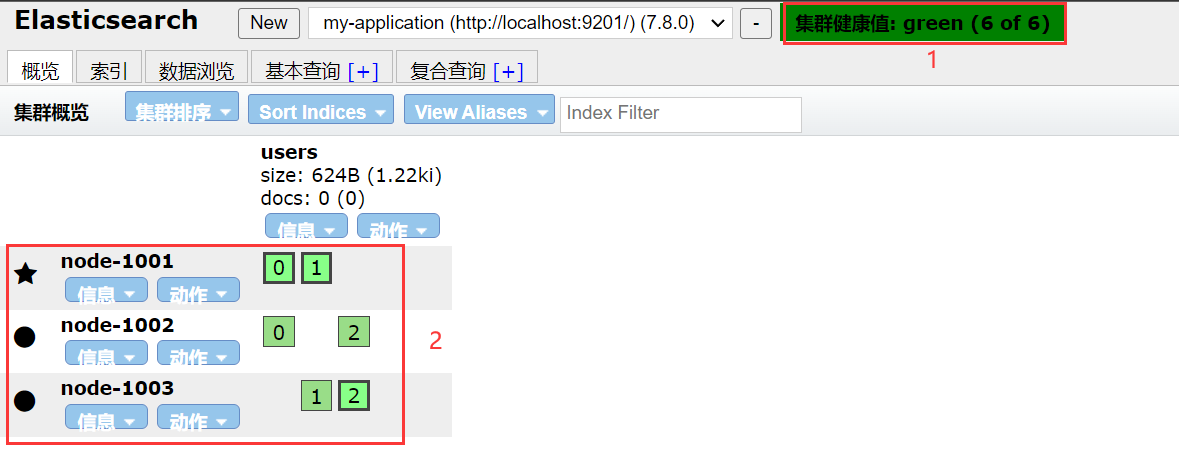 Elasticsearch New my-application (http://localhost:9201/) (7.8.0) - 集群健康值: green (6 of 6)
1
概览 索引 数据浏览 基本查询 [+] 复合查询 [+]
集群概览 集群排序 Sort Indices View Aliases Index Filter
users
size: 624B (1.22ki)
docs: 0 (0)
信息 动作
node-1001 0 1
信息 动作
node-1002 0 2
2
信息 动作
node-1003 1 2
信息 动作